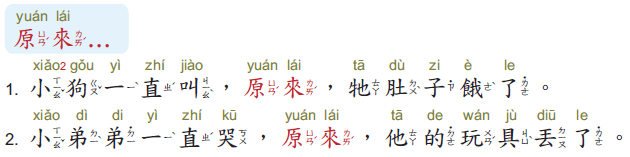 yuán lái
原來…
xiǎo2 gǒu yì zhí jiào yuán lái tā dù zi è le
1. 小狗一直叫，原來，牠肚子餓了。
xiǎo dì di yì zhí kū yuán lái tā de wán jù diū le
2. 小弟弟一直哭，原來，他的玩具丟了。